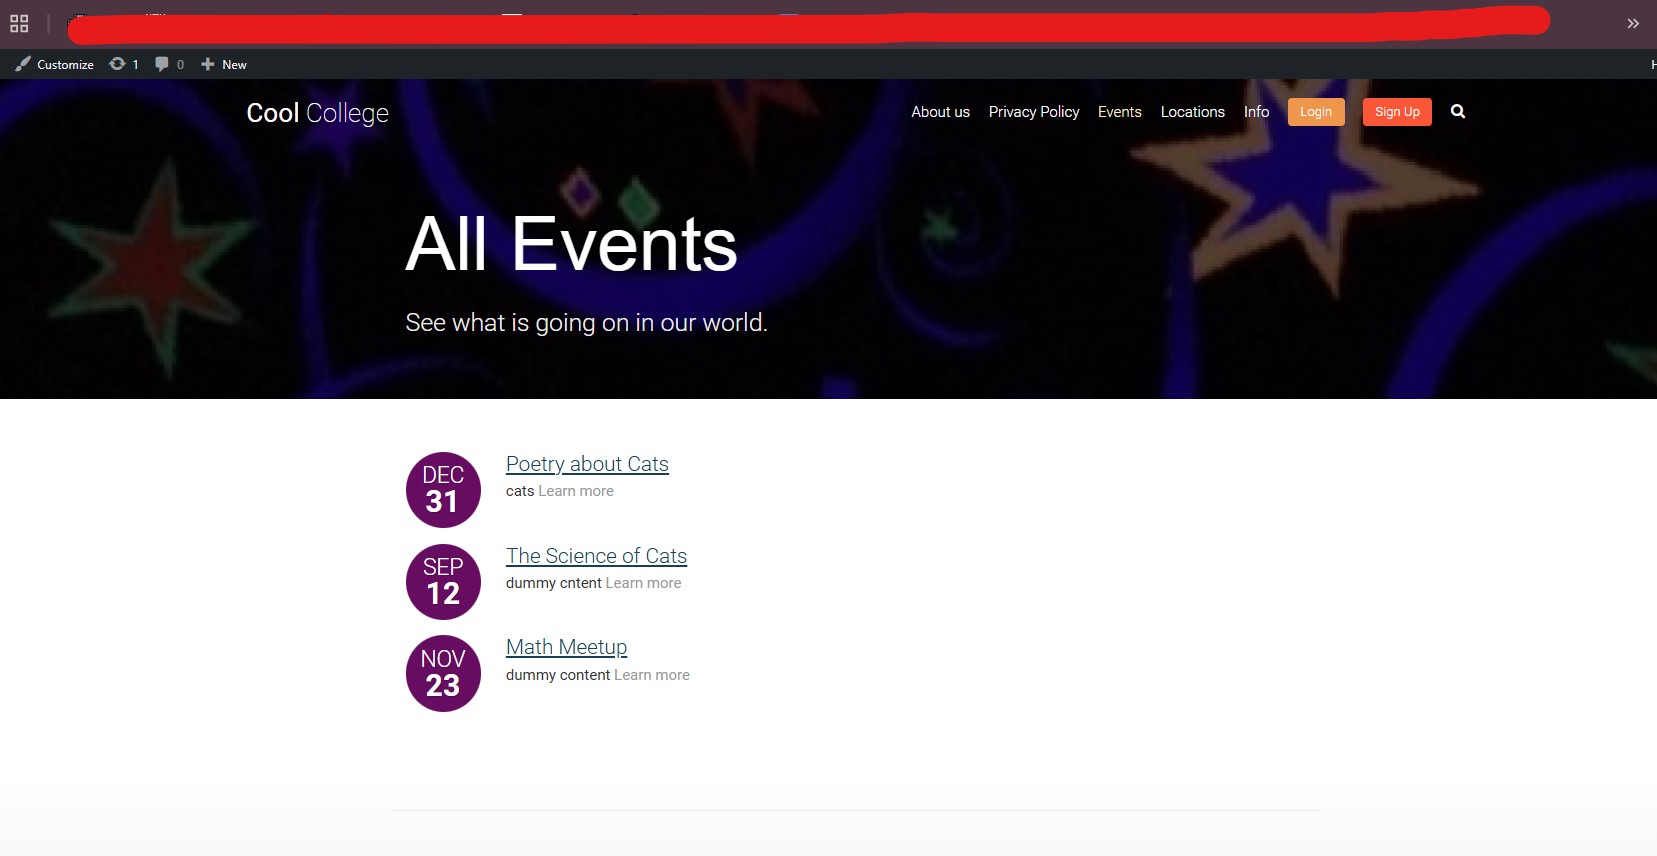 Customize 1 0 New
Cool College About us Privacy Policy Events Locations Info Login Sign Up
All Events
See what is going on in our world.
DEC
31
Poetry about Cats
cats Learn more
SEP
12
The Science of Cats
dummy cntent Learn more
NOV
23
Math Meetup
dummy content Learn more